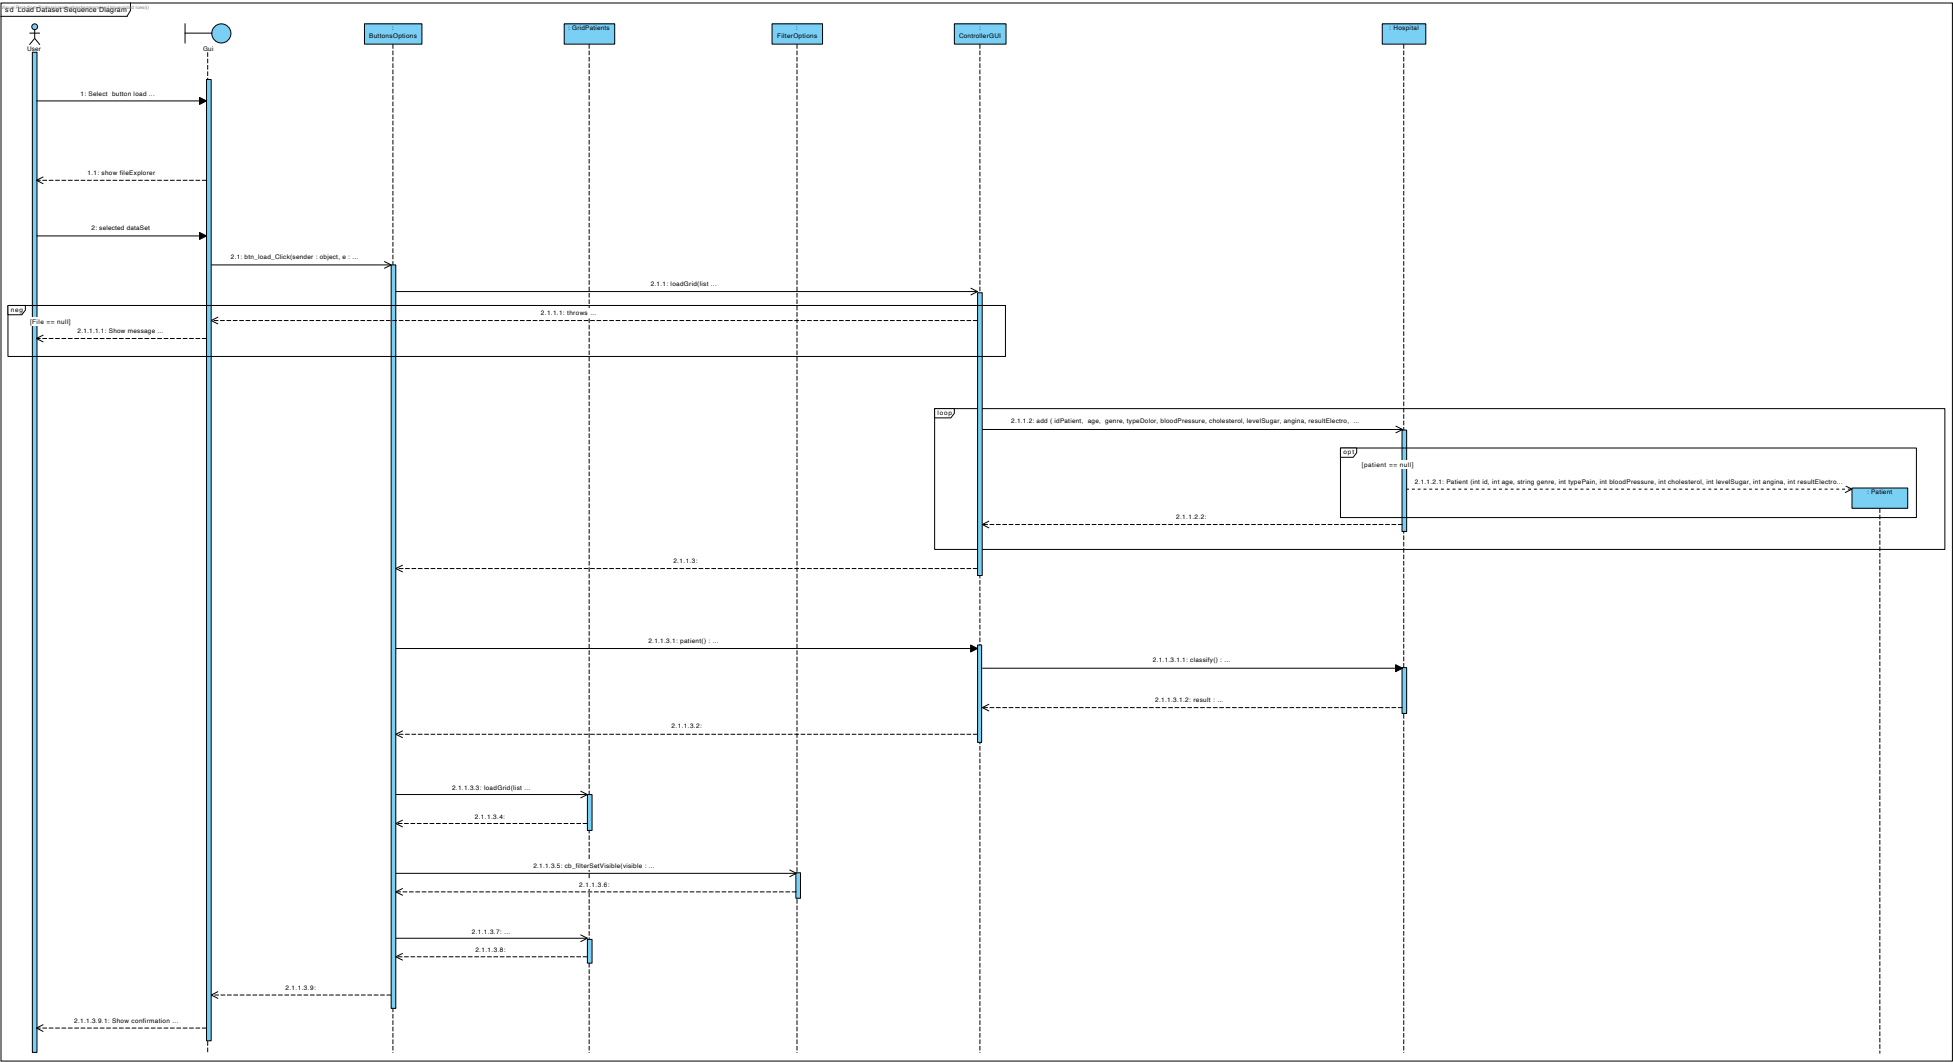 sd Load Dataset Sequence Diagram
User
Gui
:
ButtonsOptions
: GridPatients
:
FilterOptions
:
ControllerGUI
: Hospital
1: Select button load ...
1.1: show fileExplorer
2: selected dataSet
2.1: btn_load_Click(sender : object, e : ...
2.1.1: loadGrid(list ...
neg
[File == null]
2.1.1.1: throws ...
2.1.1.1.1: Show message ...
loop
2.1.1.2: add ( idPatient, age, genre, typeDolor, bloodPressure, cholesterol, levelSugar, angina, resultElectro, ...
opt
[patient == null]
2.1.1.2.1: Patient (int id, int age, string genre, int typePain, int bloodPressure, int cholesterol, int levelSugar, int angina, int resultElectro...
: Patient
2.1.1.2.2:
2.1.1.3:
2.1.1.3.1: patient() : ...
2.1.1.3.1.1: classify() : ...
2.1.1.3.1.2: result : ...
2.1.1.3.2:
2.1.1.3.3: loadGrid(list ...
2.1.1.3.4:
2.1.1.3.5: cb_filterSetVisible(visible : ...
2.1.1.3.6:
2.1.1.3.7: ...
2.1.1.3.8:
2.1.1.3.9:
2.1.1.3.9.1: Show confirmation ...